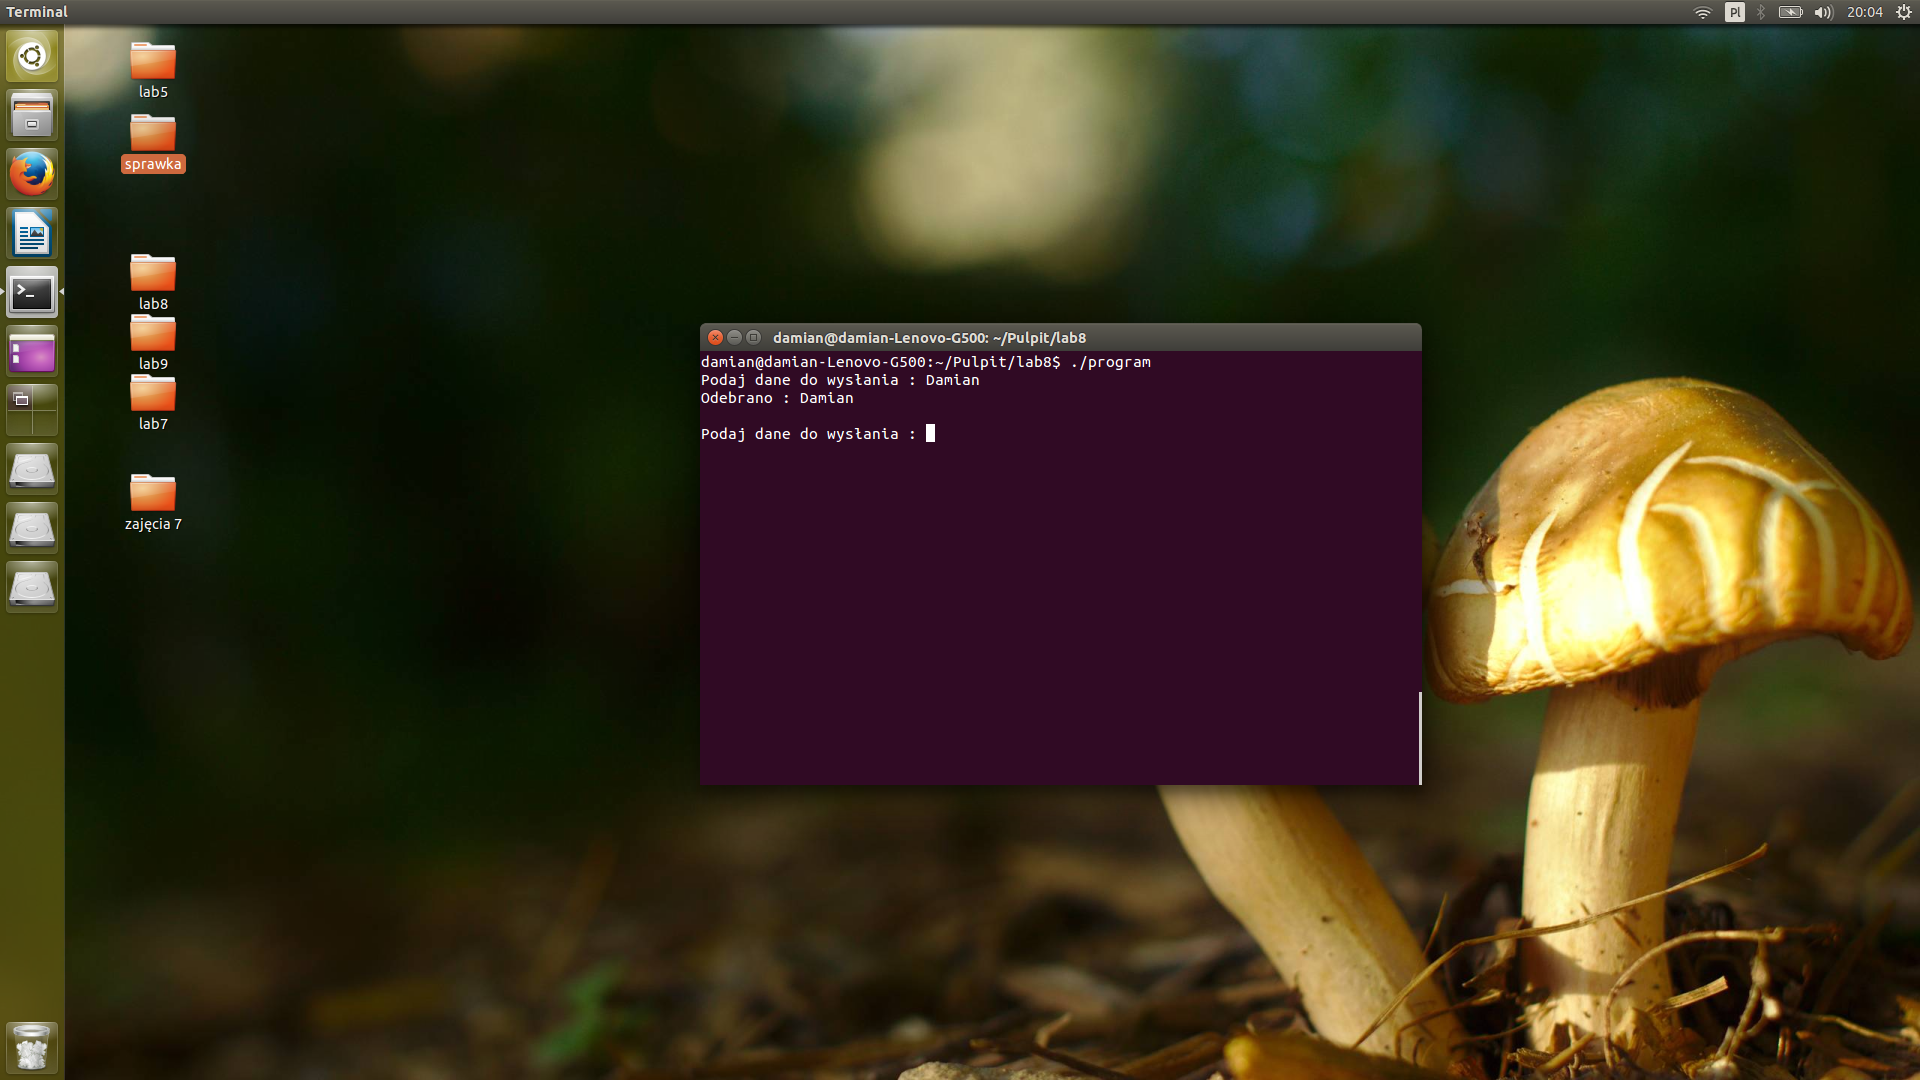 Terminal
Pl
20:04
lab5
sprawka
lab8
lab9
lab7
zajęcia 7
damian@damian-Lenovo-G500: ~/Pulpit/lab8
damian@damian-Lenovo-G500:~/Pulpit/lab8$ ./program
Podaj dane do wysłania : Damian
Odebrano : Damian
Podaj dane do wysłania :